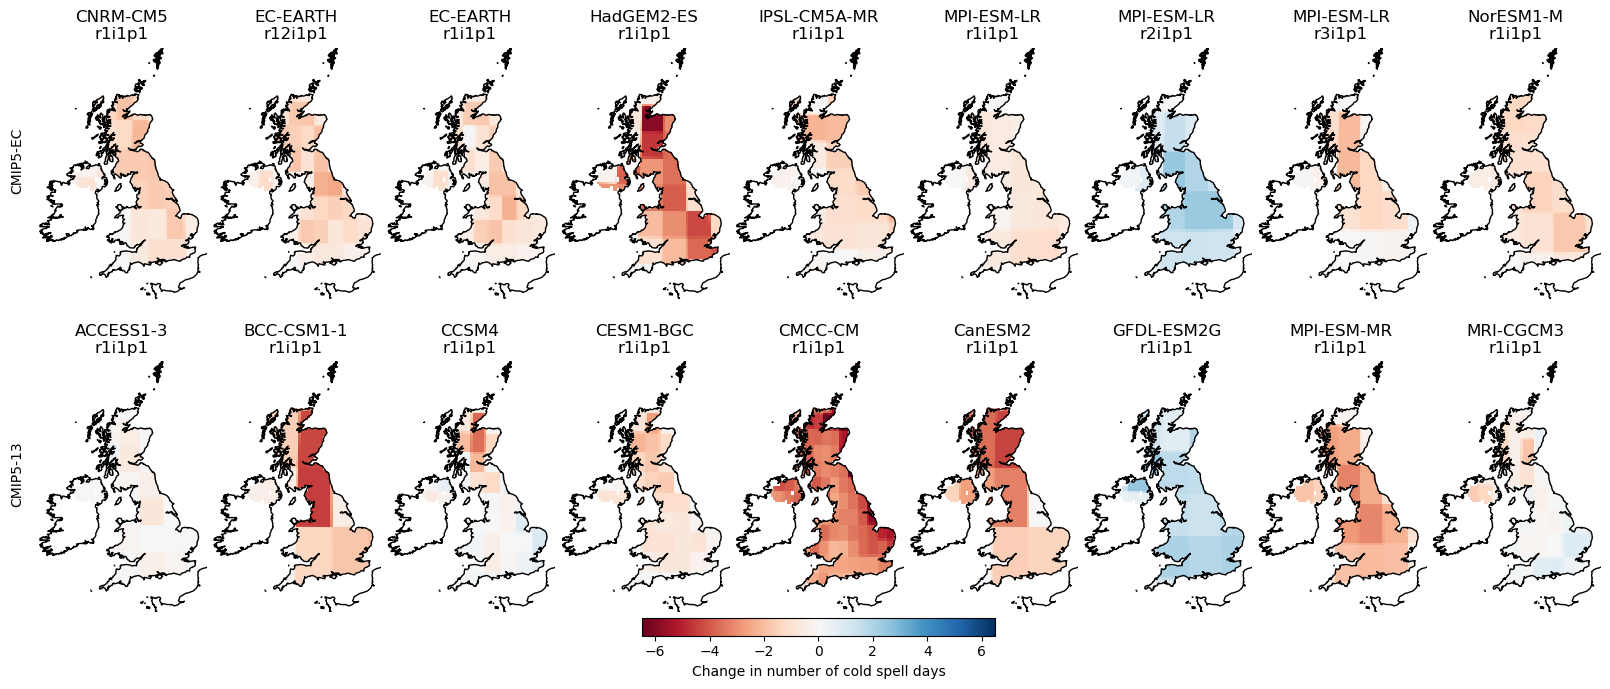 CNRM-CM5 EC-EARTH EC-EARTH HadGEM2-ES IPSL-CM5A-MR MPI-ESM-LR MPI-ESM-LR MPI-ESM-LR NorESM1-M
r1i1p1 r12i1p1 r1i1p1 r1i1p1 r1i1p1 r1i1p1 r2i1p1 r3i1p1 r1i1p1
CMIP5-EC
ACCESS1-3 BCC-CSM1-1 CCSM4 CESM1-BGC CMCC-CM CanESM2 GFDL-ESM2G MPI-ESM-MR MRI-CGCM3
r1i1p1 r1i1p1 r1i1p1 r1i1p1 r1i1p1 r1i1p1 r1i1p1 r1i1p1 r1i1p1
CMIP5-13
−6 −4 −2 0 2 4 6
Change in number of cold spell days